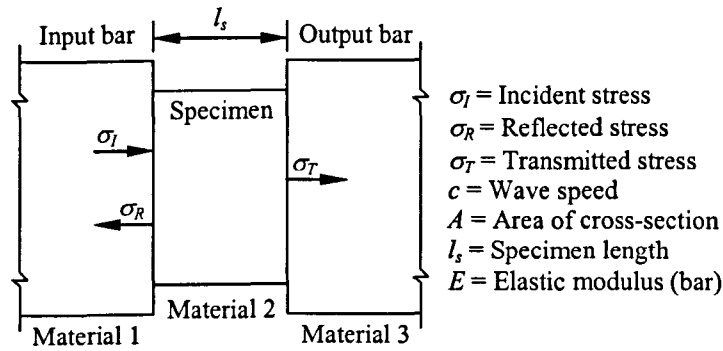 Input bar
l_s
Output bar
Specimen
σ_I
σ_R
σ_T
Material 1
Material 2
Material 3
σ_I = Incident stress
σ_R = Reflected stress
σ_T = Transmitted stress
c = Wave speed
A = Area of cross-section
l_s = Specimen length
E = Elastic modulus (bar)